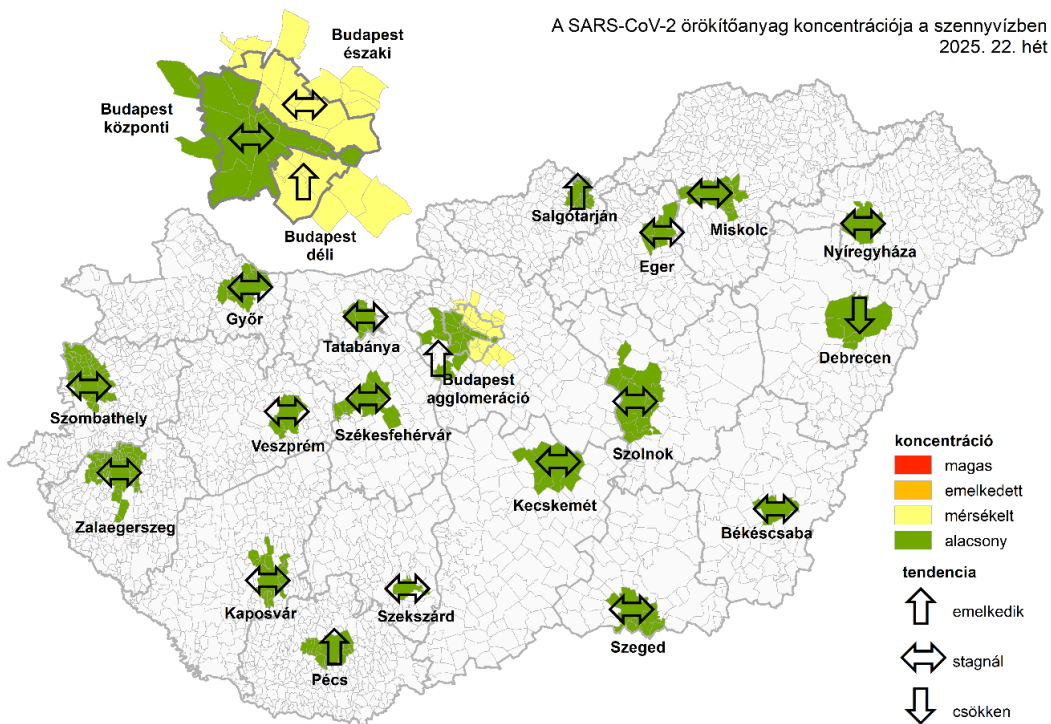 A SARS-CoV-2 örökítőanyag koncentrációja a szennyvízben
2025. 22. hét
Budapest
északi
Budapest
központi
Budapest
déli
Salgótarján
Miskolc
Eger
Nyíregyháza
Győr
Tatabánya
Debrecen
Budapest
agglomeráció
Szombathely
Veszprém
Székesfehérvár
Szolnok
Kecskemét
Zalaegerszeg
Békéscsaba
Kaposvár
Szekszárd
Szeged
Pécs
koncentráció
magas
emelkedett
mérsékelt
alacsony
tendencia
emelkedik
stagnál
csökken